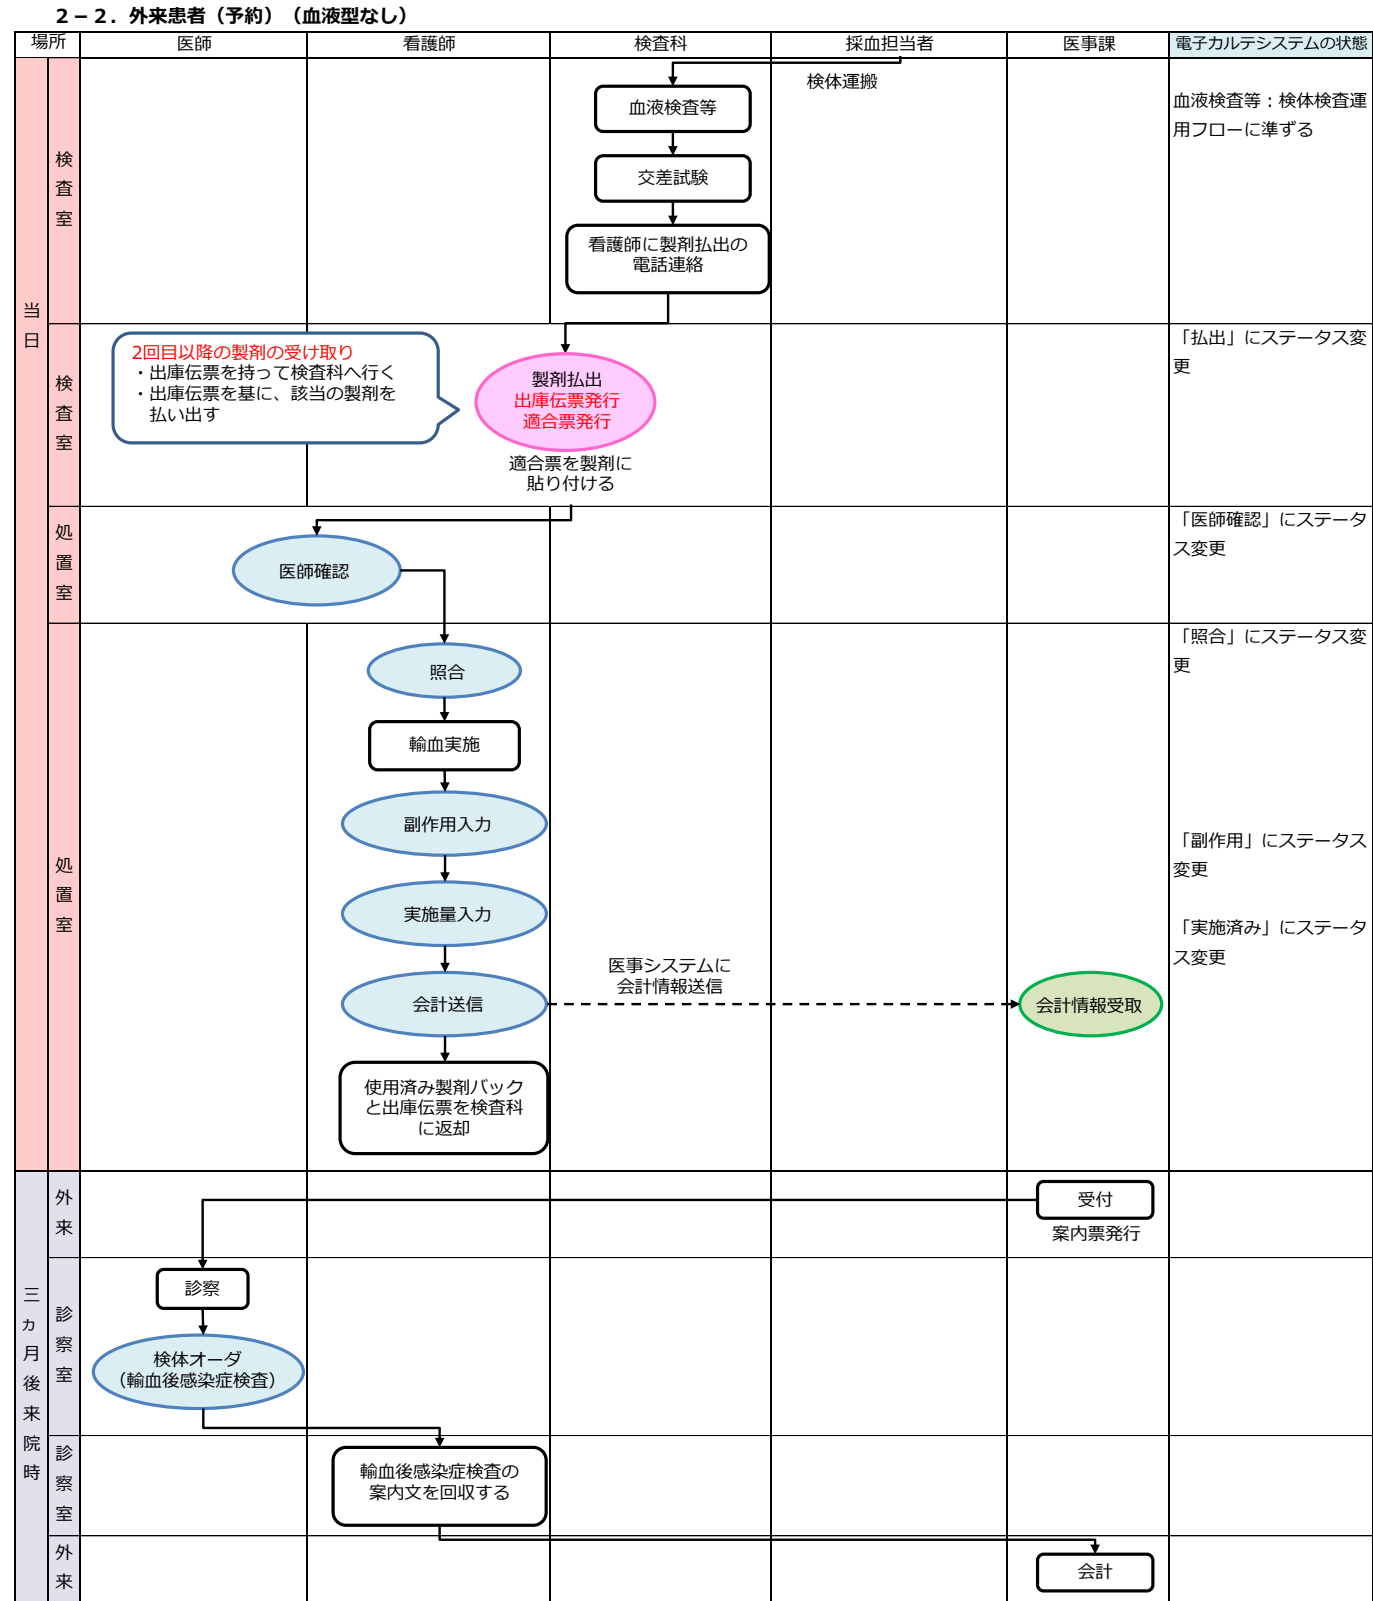 2－2．外来患者（予約）（血液型なし）
場所
医師
看護師
検査科
採血担当者
医事課
電子カルテシステムの状態
当日
検査室
検体運搬
血液検査等
交差試験
看護師に製剤払出の
電話連絡
血液検査等：検体検査運
用フローに準ずる
検査室
2回目以降の製剤の受け取り
・出庫伝票を持って検査科へ行く
・出庫伝票を基に、該当の製剤を
払い出す
製剤払出
出庫伝票発行
適合票発行
適合票を製剤に
貼り付ける
「払出」にステータス変
更
処置室
医師確認
「医師確認」にステータ
ス変更
処置室
照合
輸血実施
副作用入力
実施量入力
会計送信
医事システムに
会計情報送信
会計情報受取
使用済み製剤バック
と出庫伝票を検査科
に返却
「照合」にステータス変
更
「副作用」にステータス
変更
「実施済み」にステータ
ス変更
三カ月後来院時
外来
受付
案内票発行
診察室
診察
検体オーダ
（輸血後感染症検査）
診察室
輸血後感染症検査の
案内文を回収する
外来
会計